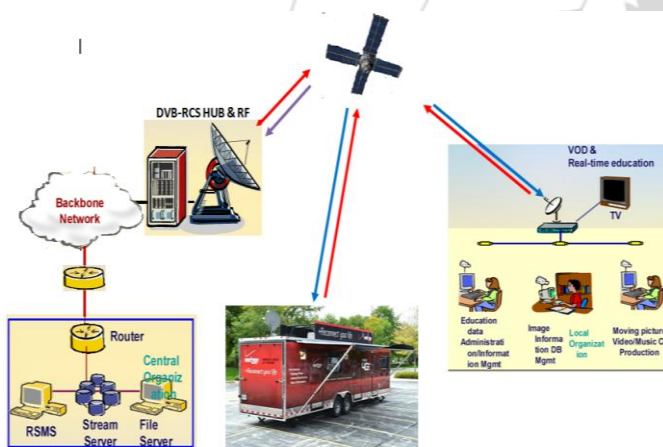 DVB-RCS HUB & RF
VOD &
Real-time education
TV
Backbone
Network
Router
Central
Organiz
ation
RSMS
Stream
Server
File
Server
Education
data
Administrati
on/Informat
ion Mgmt
Image
Informa
tion DB
Mgmt
Local
Organizat
ion
Moving pictur
Video/Music C
Production